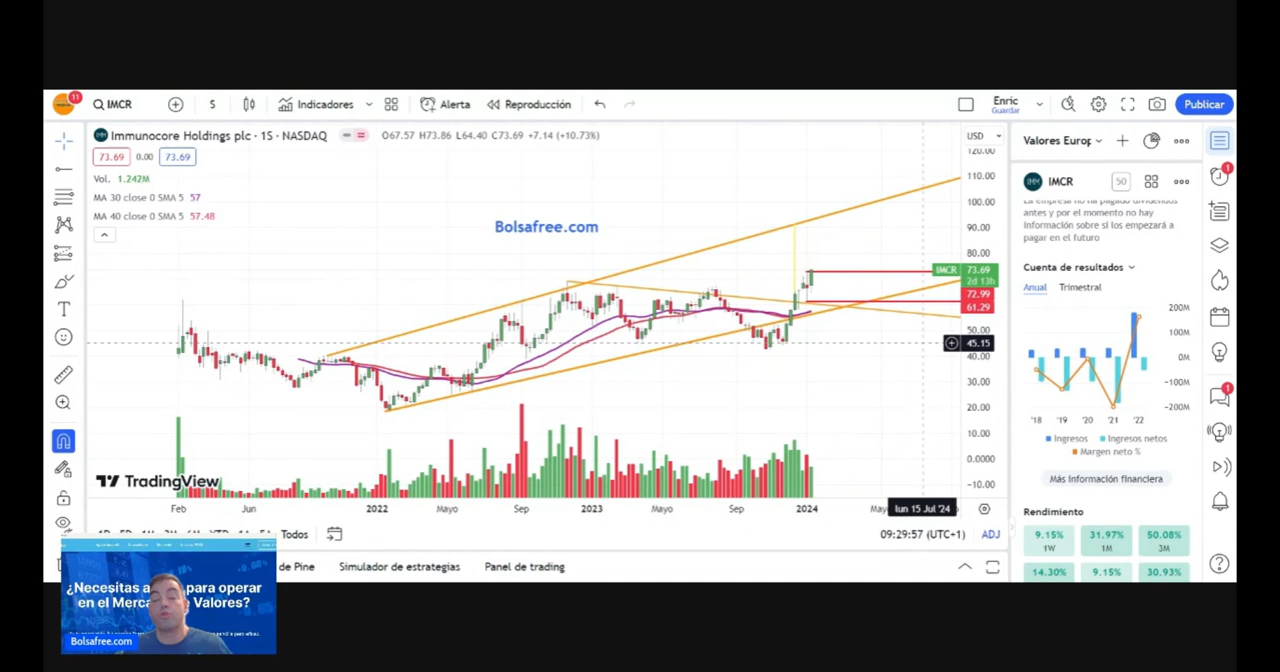 11
IMCR
S
Indicadores
Alerta
Reproducción
Enric
Guardar
Publicar
Immunocore Holdings plc · 1S · NASDAQ
O67.57 H73.86 L64.40 C73.69 +7.14 (+10.73%)
73.69 0.00 73.69
Vol. 1.242M
MA 30 close 0 SMA 5 57
MA 40 close 0 SMA 5 57.48
Bolsafree.com
USD
120.00
110.00
100.00
90.00
80.00
IMCR 73.69
2d 13h
72.99
61.29
50.00
45.15
40.00
30.00
20.00
10.00
0.0000
−10.00
TradingView
Feb
Jun
2022
Mayo
Sep
2023
Mayo
Sep
2024
lun 15 Jul '24
Todos
09:29:57 (UTC+1)
ADJ
de Pine
Simulador de estrategias
Panel de trading
Valores Europ
IMCR
50
La empresa no ha pagado dividendos
antes y por el momento no hay
Información sobre si los empezará a
pagar en el futuro
Cuenta de resultados
Anual
Trimestral
200M
100M
0M
−100M
−200M
'18
'19
'20
'21
'22
Ingresos
Ingresos netos
Margen neto %
Más información financiera
Rendimiento
9.15%
1W
31.97%
1M
50.08%
3M
14.30%
9.15%
30.93%
1
1
¿Necesitas a para operar
en el Merca Valores?
Bolsafree.com